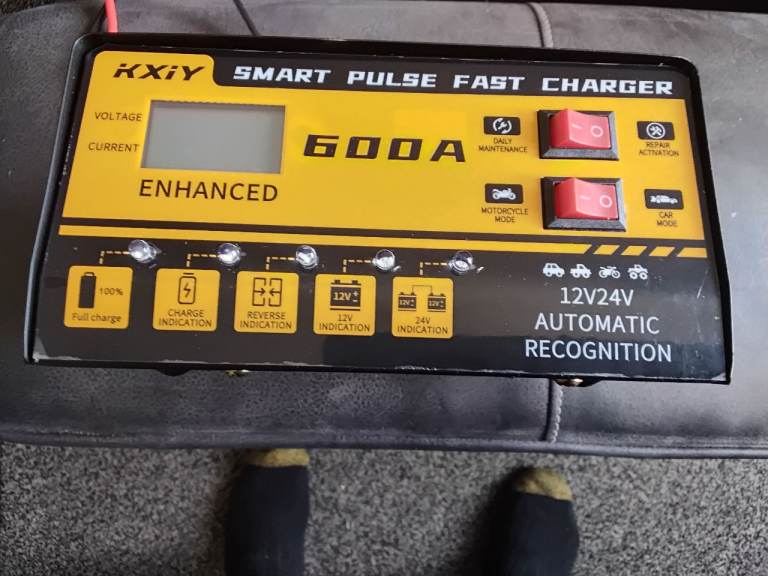 KXiY SMART PULSE FAST CHARGER
VOLTAGE
CURRENT
600A
ENHANCED
DAILY
MAINTENANCE
REPAIR
ACTIVATION
MOTORCYCLE
MODE
CAR
MODE
100%
Full charge
CHARGE
INDICATION
REVERSE
INDICATION
12V
12V
INDICATION
12V 12V
24V
INDICATION
12V24V
AUTOMATIC
RECOGNITION